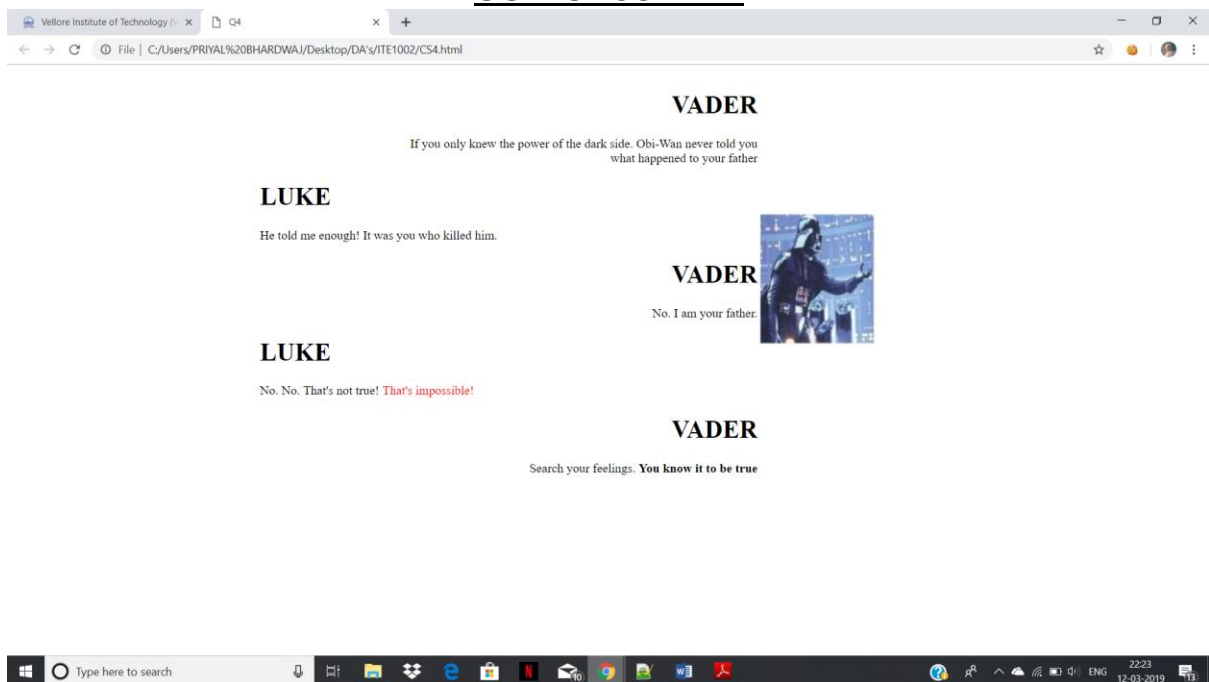 Vellore Institute of Technology (V
Q4
File | C:/Users/PRIYAL%20BHARDWAJ/Desktop/DA's/ITE1002/CS4.html
VADER
If you only knew the power of the dark side. Obi-Wan never told you
what happened to your father
LUKE
He told me enough! It was you who killed him.
VADER
No. I am your father.
LUKE
No. No. That's not true! That's impossible!
VADER
Search your feelings. You know it to be true
Type here to search
10
ENG
22:23
12-03-2019
13